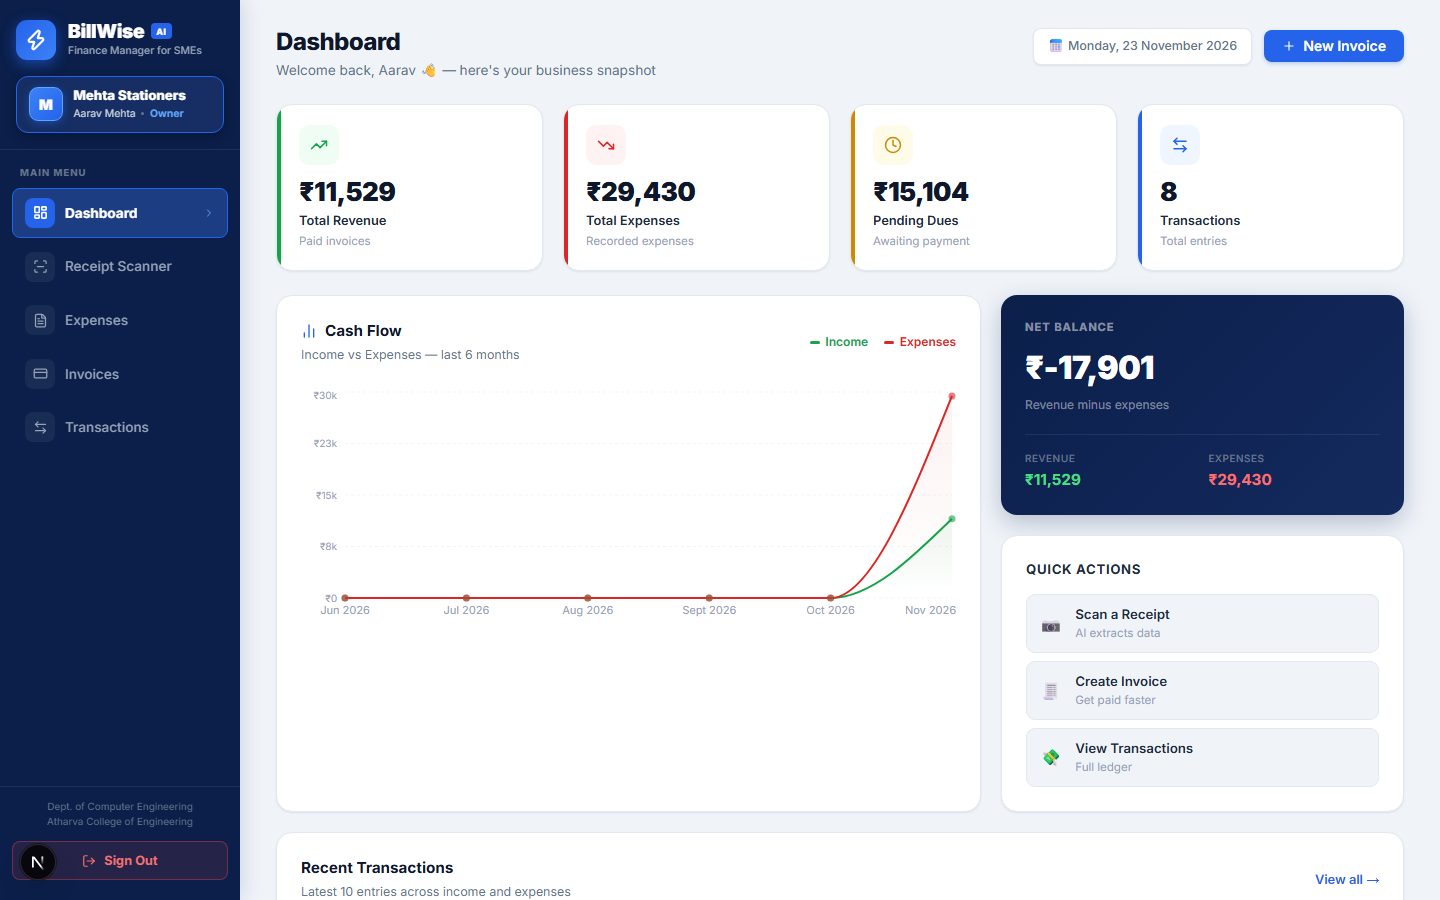 BillWise AI
Finance Manager for SMEs
M
Mehta Stationers
Aarav Mehta • Owner
MAIN MENU
Dashboard
Receipt Scanner
Expenses
Invoices
Transactions
Dept. of Computer Engineering
Atharva College of Engineering
N
Sign Out
Dashboard
Welcome back, Aarav 👋 — here's your business snapshot
Monday, 23 November 2026
+ New Invoice
₹11,529
Total Revenue
Paid invoices
₹29,430
Total Expenses
Recorded expenses
₹15,104
Pending Dues
Awaiting payment
8
Transactions
Total entries
Cash Flow
Income vs Expenses — last 6 months
Income
Expenses
₹30k
₹23k
₹15k
₹8k
₹0
Jun 2026
Jul 2026
Aug 2026
Sept 2026
Oct 2026
Nov 2026
NET BALANCE
₹-17,901
Revenue minus expenses
REVENUE
₹11,529
EXPENSES
₹29,430
QUICK ACTIONS
Scan a Receipt
AI extracts data
Create Invoice
Get paid faster
View Transactions
Full ledger
Recent Transactions
Latest 10 entries across income and expenses
View all →